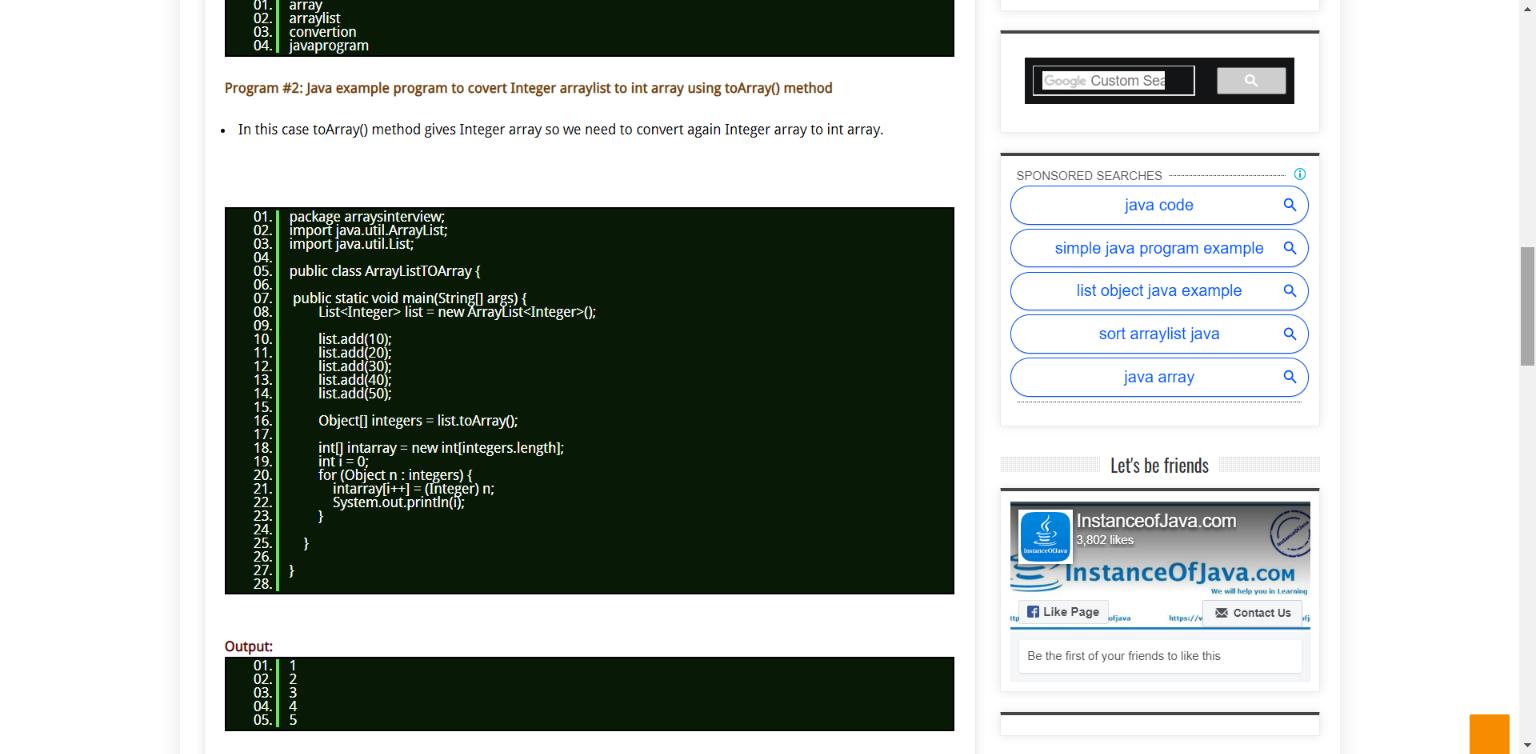 01. array
02. arraylist
03. convertion
04. javaprogram
Program #2: Java example program to covert Integer arraylist to int array using toArray() method
• In this case toArray() method gives Integer array so we need to convert again Integer array to int array.
01. package arraysinterview;
02. import java.util.ArrayList;
03. import java.util.List;
04.
05. public class ArrayListTOArray {
06.
07. public static void main(String[] args) {
08. List<Integer> list = new ArrayList<Integer>();
09.
10. list.add(10);
11. list.add(20);
12. list.add(30);
13. list.add(40);
14. list.add(50);
15.
16. Object[] integers = list.toArray();
17.
18. int[] intarray = new int[integers.length];
19. int i = 0;
20. for (Object n : integers) {
21. intarray[i++] = (Integer) n;
22. System.out.println(i);
23. }
24.
25. }
26.
27. }
28.
Output:
01. 1
02. 2
03. 3
04. 4
05. 5
Google Custom Sea
SPONSORED SEARCHES
java code
simple java program example
list object java example
sort arraylist java
java array
Let's be friends
InstanceofJava.com
3,802 likes
InstanceOfJava
InstanceOfJava.com
We will help you in Learning
Like Page
ofjava
https://
Contact Us
Be the first of your friends to like this